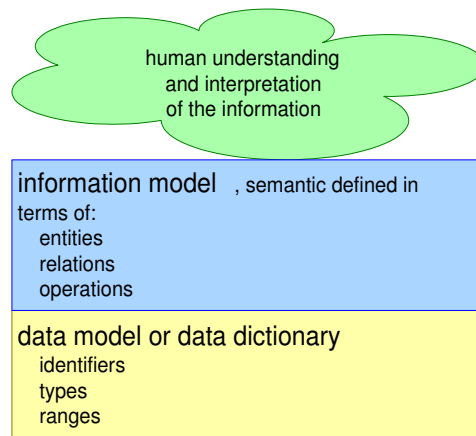 human understanding
and interpretation
of the information
information model , semantic defined in
terms of:
entities
relations
operations
data model or data dictionary
identifiers
types
ranges